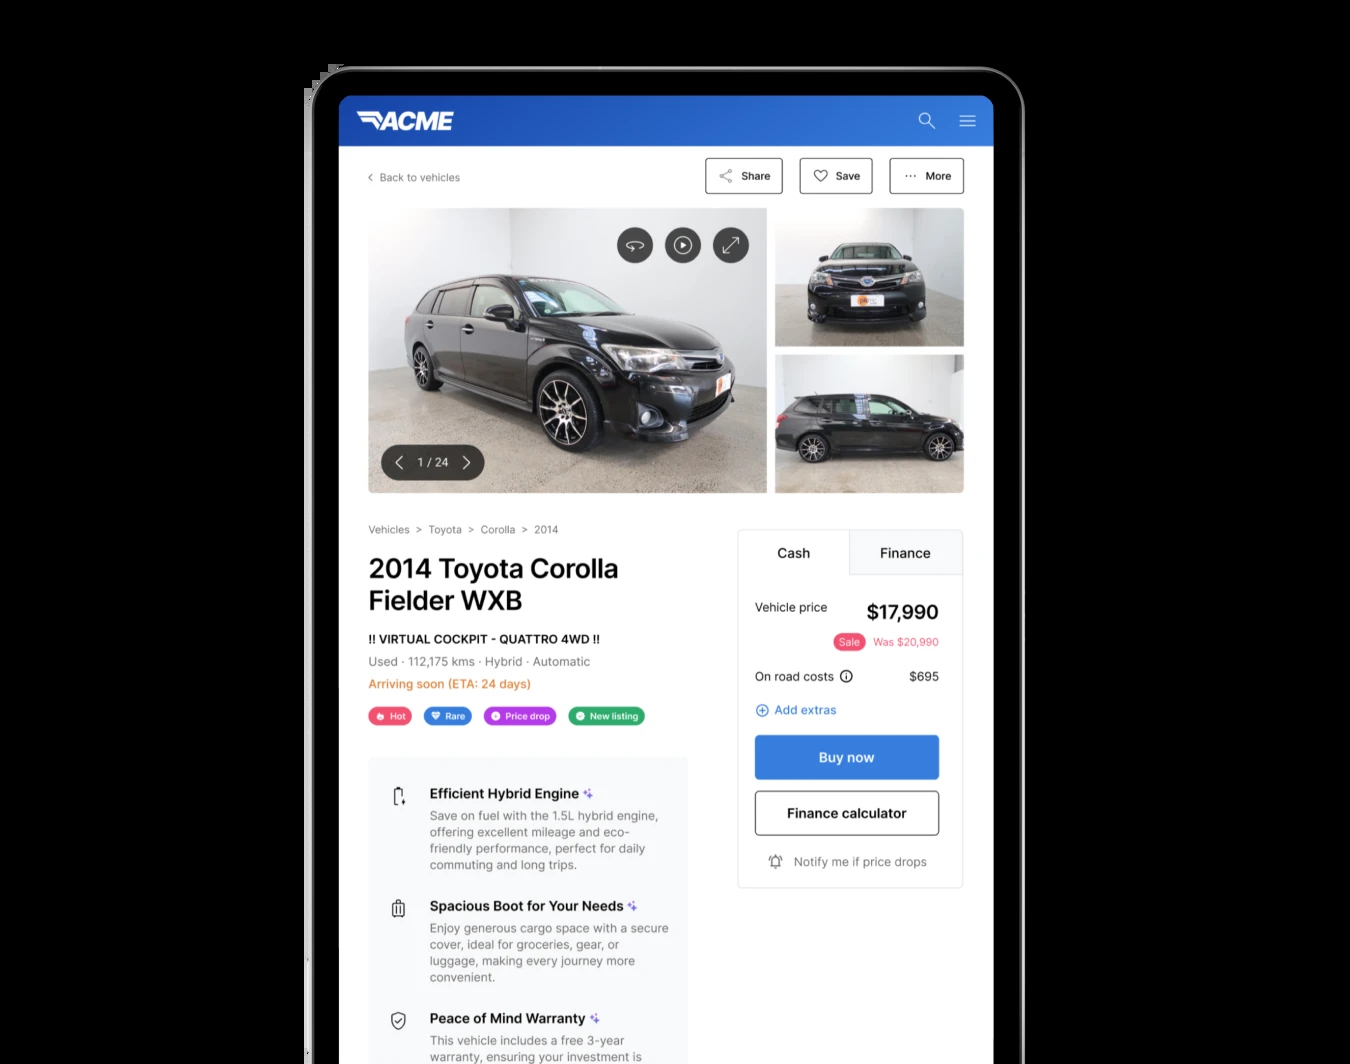 ACME
Back to vehicles
Share
Save
More
1 / 24
Vehicles > Toyota > Corolla > 2014
2014 Toyota Corolla
Fielder WXB
!! VIRTUAL COCKPIT - QUATTRO 4WD !!
Used · 112,175 kms · Hybrid · Automatic
Arriving soon (ETA: 24 days)
Hot
Rare
Price drop
New listing
Efficient Hybrid Engine
Save on fuel with the 1.5L hybrid engine,
offering excellent mileage and eco-
friendly performance, perfect for daily
commuting and long trips.
Spacious Boot for Your Needs
Enjoy generous cargo space with a secure
cover, ideal for groceries, gear, or
luggage, making every journey more
convenient.
Peace of Mind Warranty
This vehicle includes a free 3-year
warranty, ensuring your investment is
Cash
Finance
Vehicle price
$17,990
Sale
Was $20,990
On road costs
$695
Add extras
Buy now
Finance calculator
Notify me if price drops